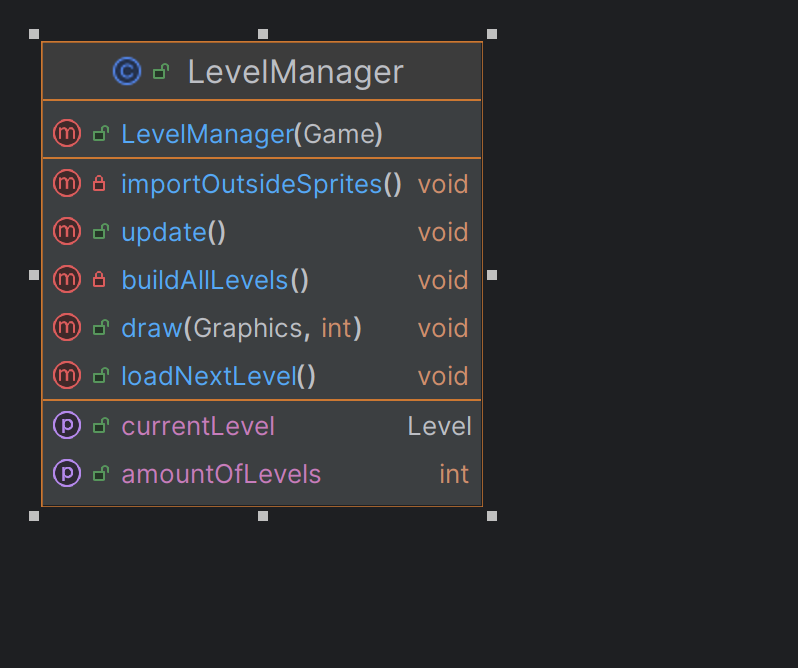 C LevelManager
m LevelManager(Game)
m importOutsideSprites() void
m update() void
m buildAllLevels() void
m draw(Graphics, int) void
m loadNextLevel() void
p currentLevel Level
p amountOfLevels int